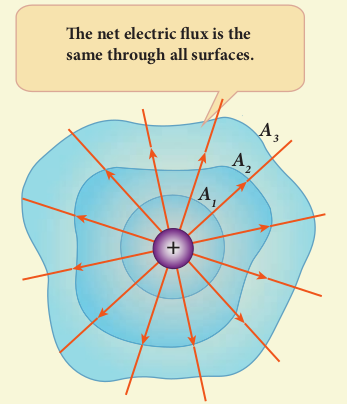 The net electric flux is the
same through all surfaces.
A3
A2
A1
+